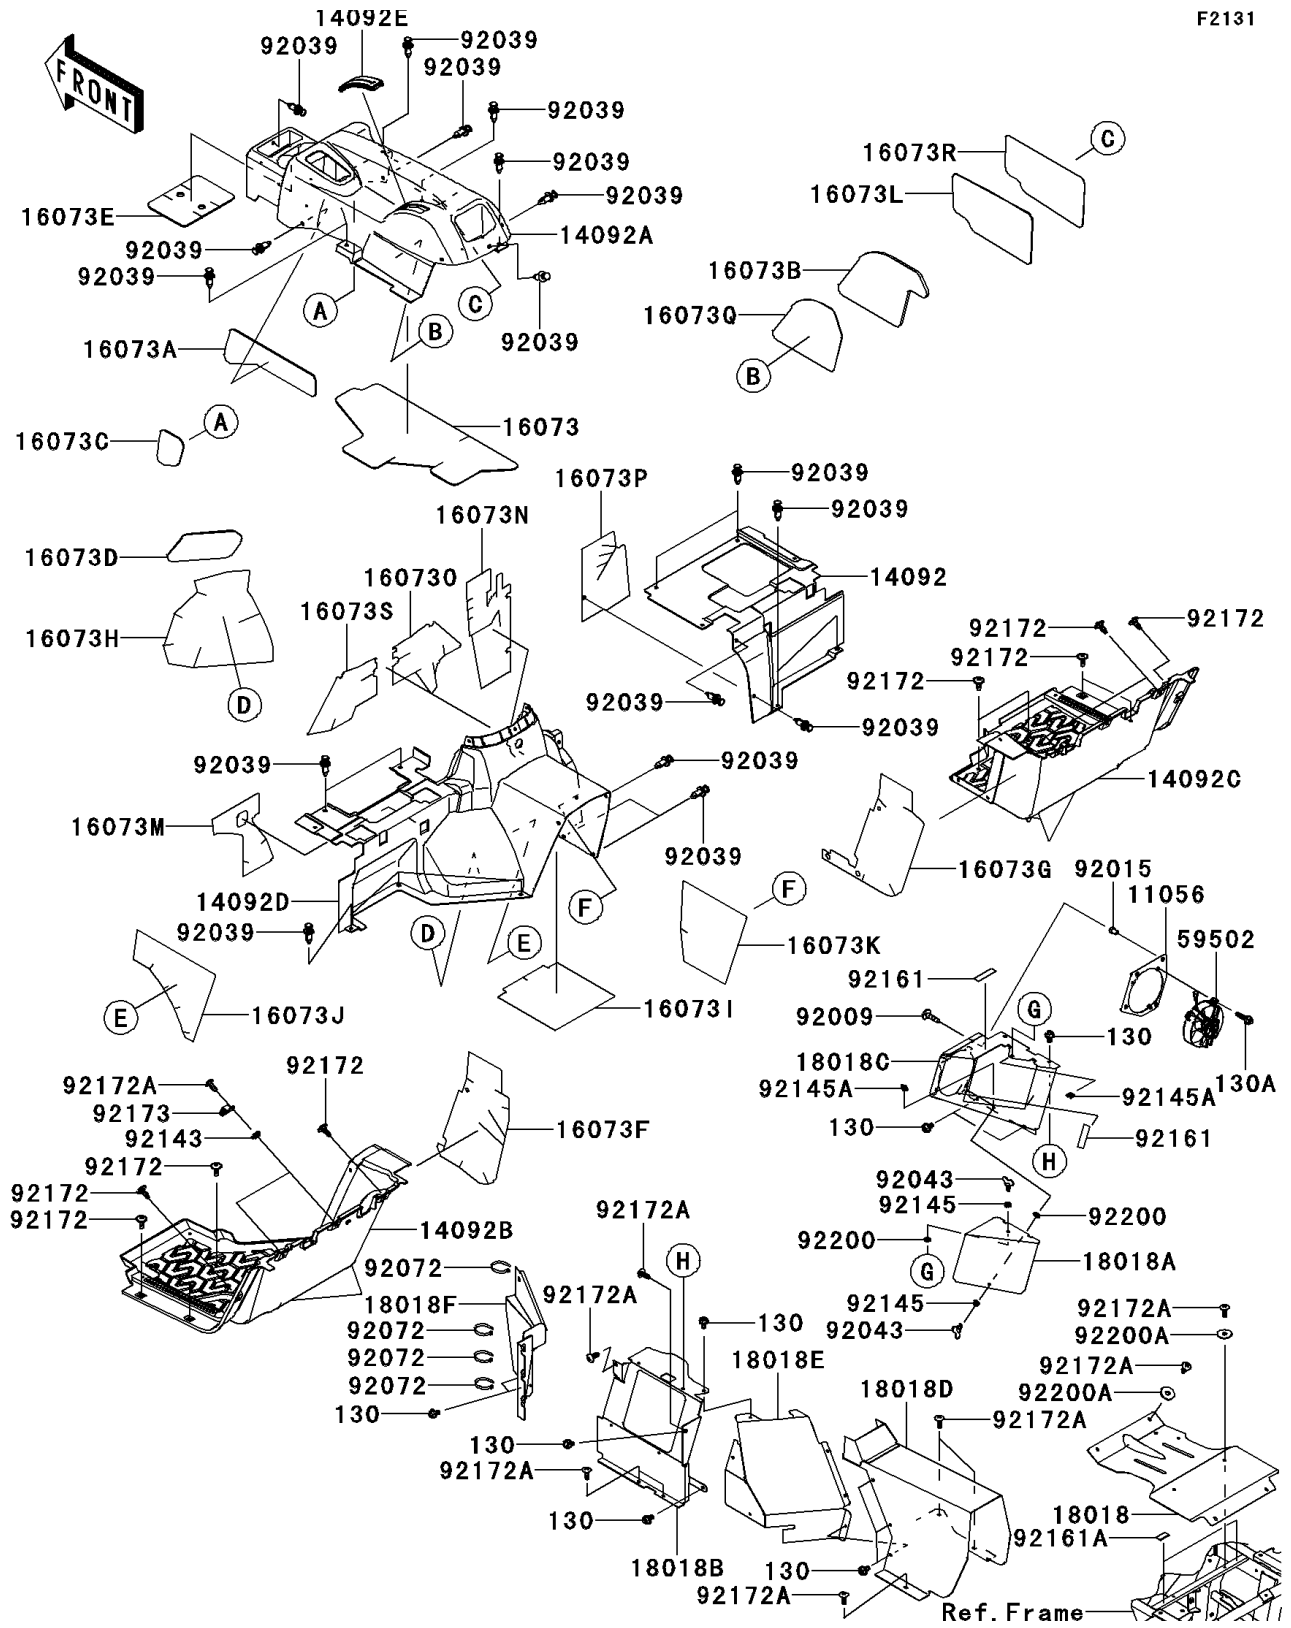 14092E
F2131
92039
92039
92039
FRONT
92039
C
16073R
92039
16073L
92039
16073E
14092A
92039
16073B
92039
A
C
16073Q
B
92039
16073A
B
A
16073C
16073
92039
16073P
92039
16073N
16073D
14092
16073O
16073S
92172
92172
16073H
92172
92172
D
92039
92039
92039
92039
14092C
16073M
92039
16073G
92015
F
11056
14092D
F
92039
D
E
16073K
59502
92161
E
16073J
16073I
G
92009
130
18018C
92172
92172A
92145A
130A
92173
92145A
92143
16073F
130
92161
92172
H
92043
92172
92145
92172
92172A
92200
14092B
92200
H
G
18018A
92072
92172A
18018F
92145
92172A
92072
130
92043
92200A
92072
18018E
92172A
92072
18018D
92200A
130
92172A
130
92172A
18018
130
92161A
18018B
130
92172A
Ref.Frame